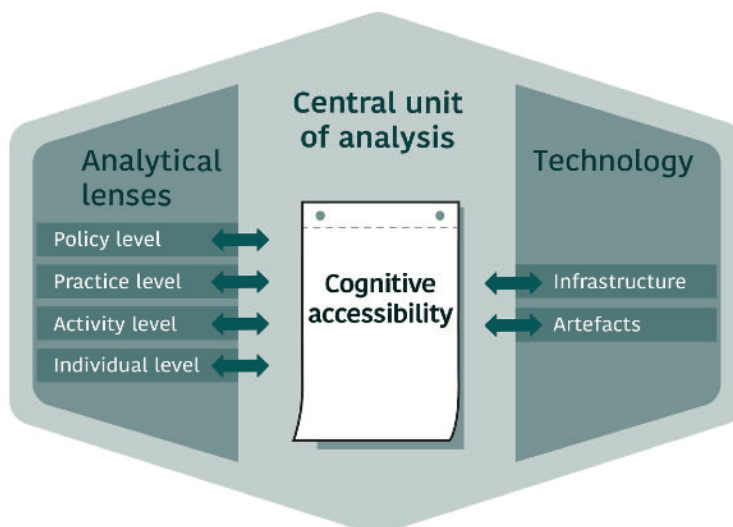 Central unit
of analysis
Analytical
lenses
Policy level
Practice level
Activity level
Individual level
Cognitive
accessibility
Technology
Infrastructure
Artefacts